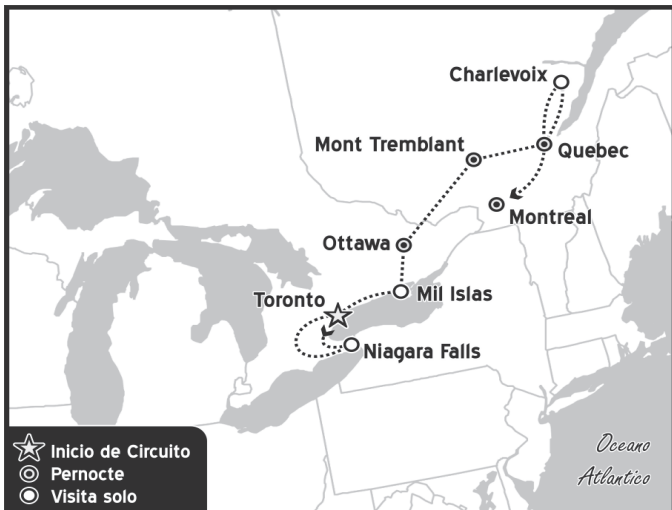 Charlevoix
Mont Tremblant
Quebec
Montreal
Ottawa
Toronto
Mil Islas
Niagara Falls
Inicio de Circuito
Pernocte
Visita solo
Oceano
Atlantico